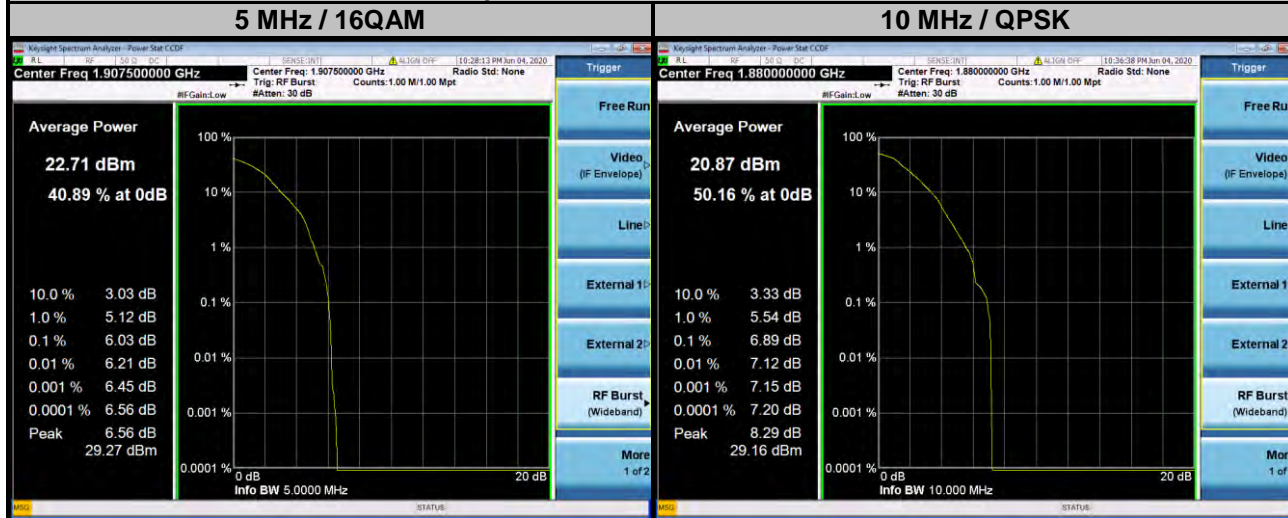 5 MHz / 16QAM
Keysight Spectrum Analyzer - Power Stat CCDF
RL RF 50 Ω DC SENSE:INT ALIGN OFF 10:28:13 PM Jun 04, 2020
Center Freq 1.907500000 GHz
Center Freq: 1.907500000 GHz Radio Std: None
Trig: RF Burst Counts:1.00 M/1.00 Mpt
#IFGain:Low #Atten: 30 dB
Average Power
22.71 dBm
40.89 % at 0dB
10.0 % 3.03 dB
1.0 % 5.12 dB
0.1 % 6.03 dB
0.01 % 6.21 dB
0.001 % 6.45 dB
0.0001 % 6.56 dB
Peak 6.56 dB
29.27 dBm
100 %
10 %
1 %
0.1 %
0.01 %
0.001 %
0.0001 %
0 dB 20 dB
Info BW 5.0000 MHz
Trigger
Free Run
Video
(IF Envelope)
Line
External 1
External 2
RF Burst
(Wideband)
More
1 of 2
MSG STATUS
10 MHz / QPSK
Keysight Spectrum Analyzer - Power Stat CCDF
RL RF 50 Ω DC SENSE:INT ALIGN OFF 10:36:38 PM Jun 04, 2020
Center Freq 1.880000000 GHz
Center Freq: 1.880000000 GHz Radio Std: None
Trig: RF Burst Counts:1.00 M/1.00 Mpt
#IFGain:Low #Atten: 30 dB
Average Power
20.87 dBm
50.16 % at 0dB
10.0 % 3.33 dB
1.0 % 5.54 dB
0.1 % 6.89 dB
0.01 % 7.12 dB
0.001 % 7.15 dB
0.0001 % 7.20 dB
Peak 8.29 dB
29.16 dBm
100 %
10 %
1 %
0.1 %
0.01 %
0.001 %
0.0001 %
0 dB 20 dB
Info BW 10.000 MHz
Trigger
Free Ru
Video
(IF Envelope)
Line
External 1
External 2
RF Burst
(Wideband)
Mor
1 of
MSG STATUS